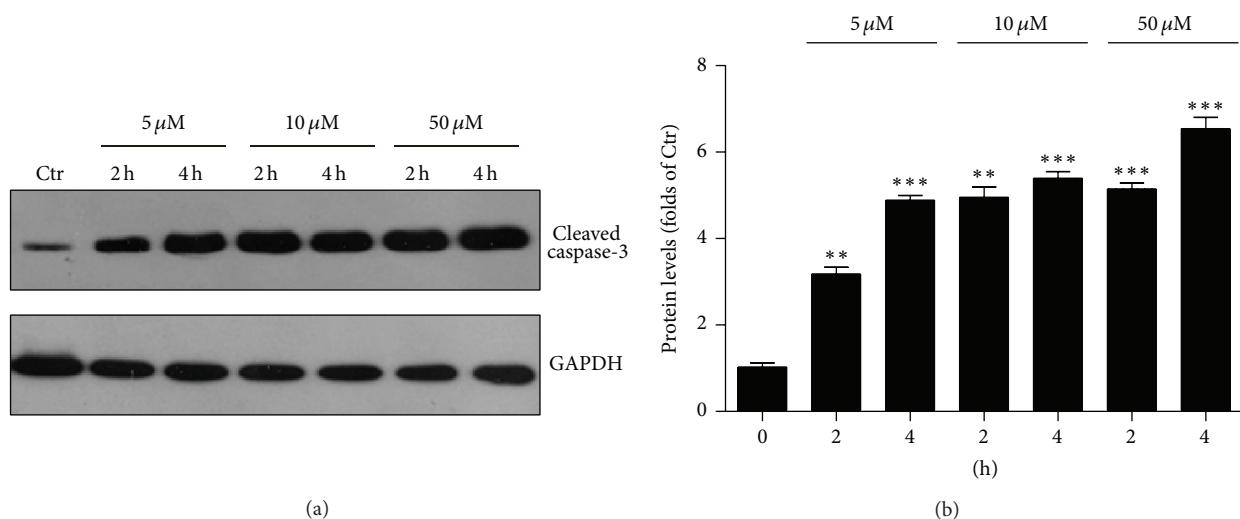 5 μM 10 μM 50 μM
Ctr 2 h 4 h 2 h 4 h 2 h 4 h
Cleaved
caspase-3
GAPDH
(a)
5 μM 10 μM 50 μM
Protein levels (folds of Ctr)
8
6
4
2
0
**
***
**
***
***
***
0 2 4 2 4 2 4
(h)
(b)